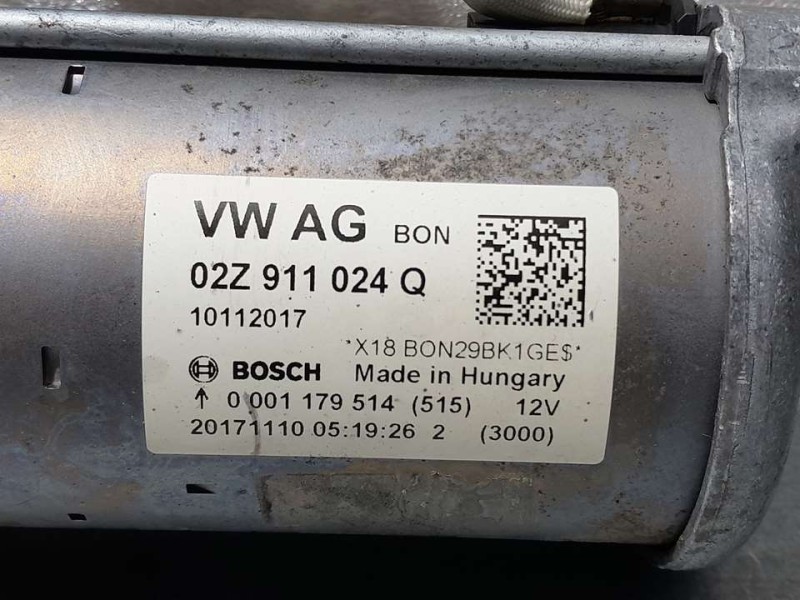 VW AG BON
02Z 911 024 Q
10112017
*X18 BON29BK1GE$*
BOSCH Made in Hungary
↑ 0 001 179 514 (515) 12V
20171110 05:19:26 2 (3000)